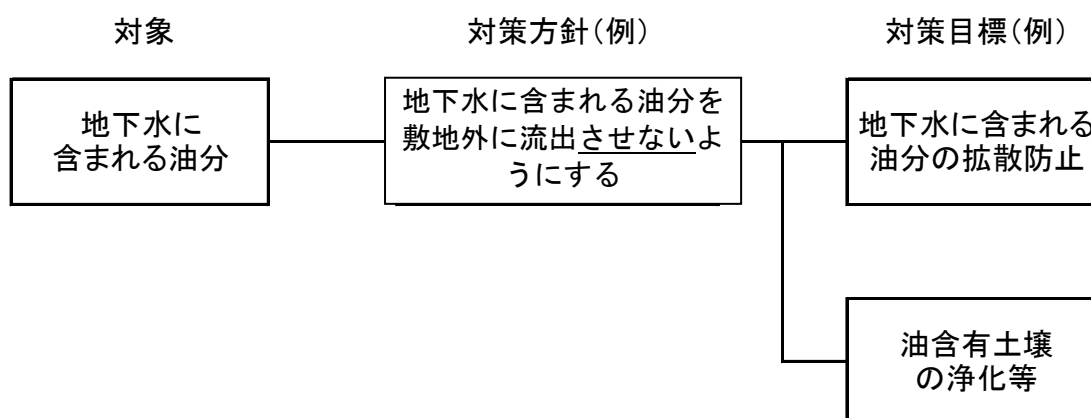 対象
対策方針（例）
対策目標（例）
地下水に
含まれる油分
地下水に含まれる油分を
敷地外に流出させないよ
うにする
地下水に含まれる
油分の拡散防止
油含有土壌
の浄化等